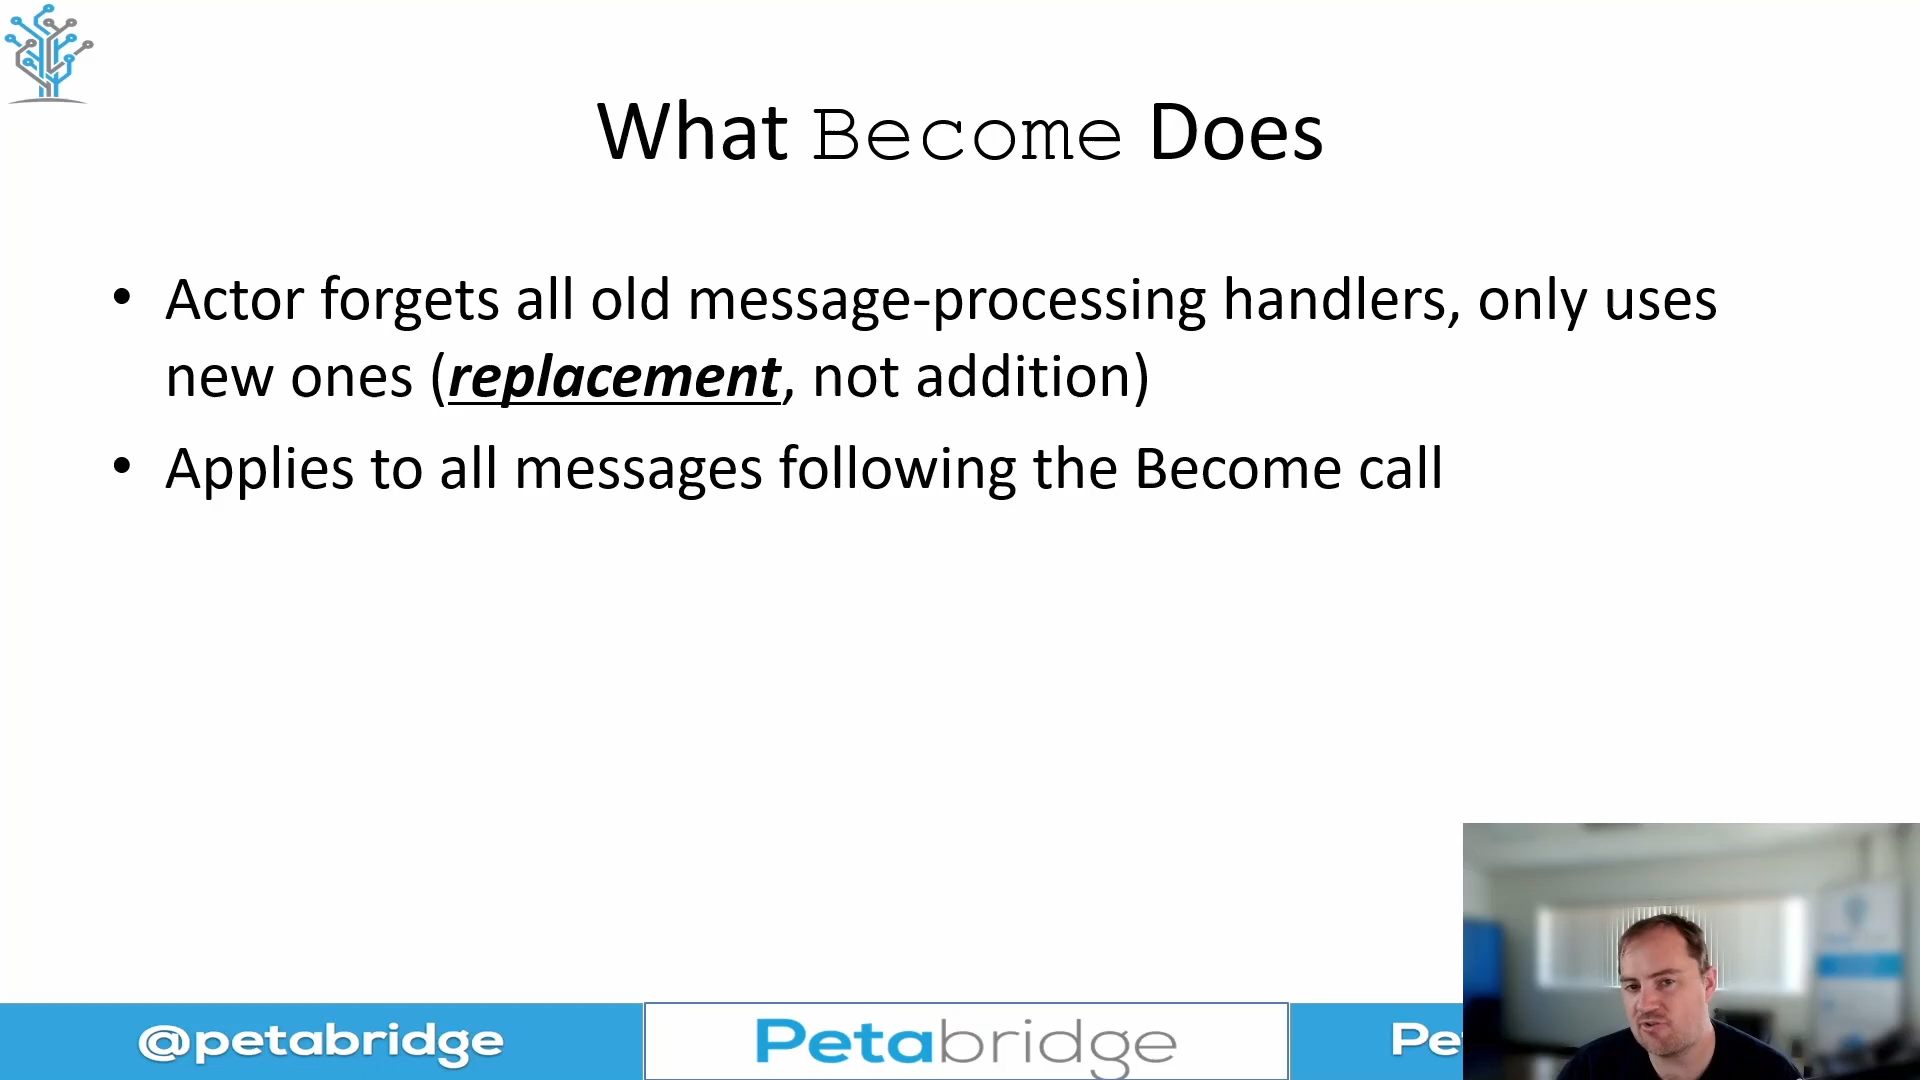 What Become Does
• Actor forgets all old message-processing handlers, only uses
new ones (replacement, not addition)
• Applies to all messages following the Become call
@petabridge
Petabridge
Pe